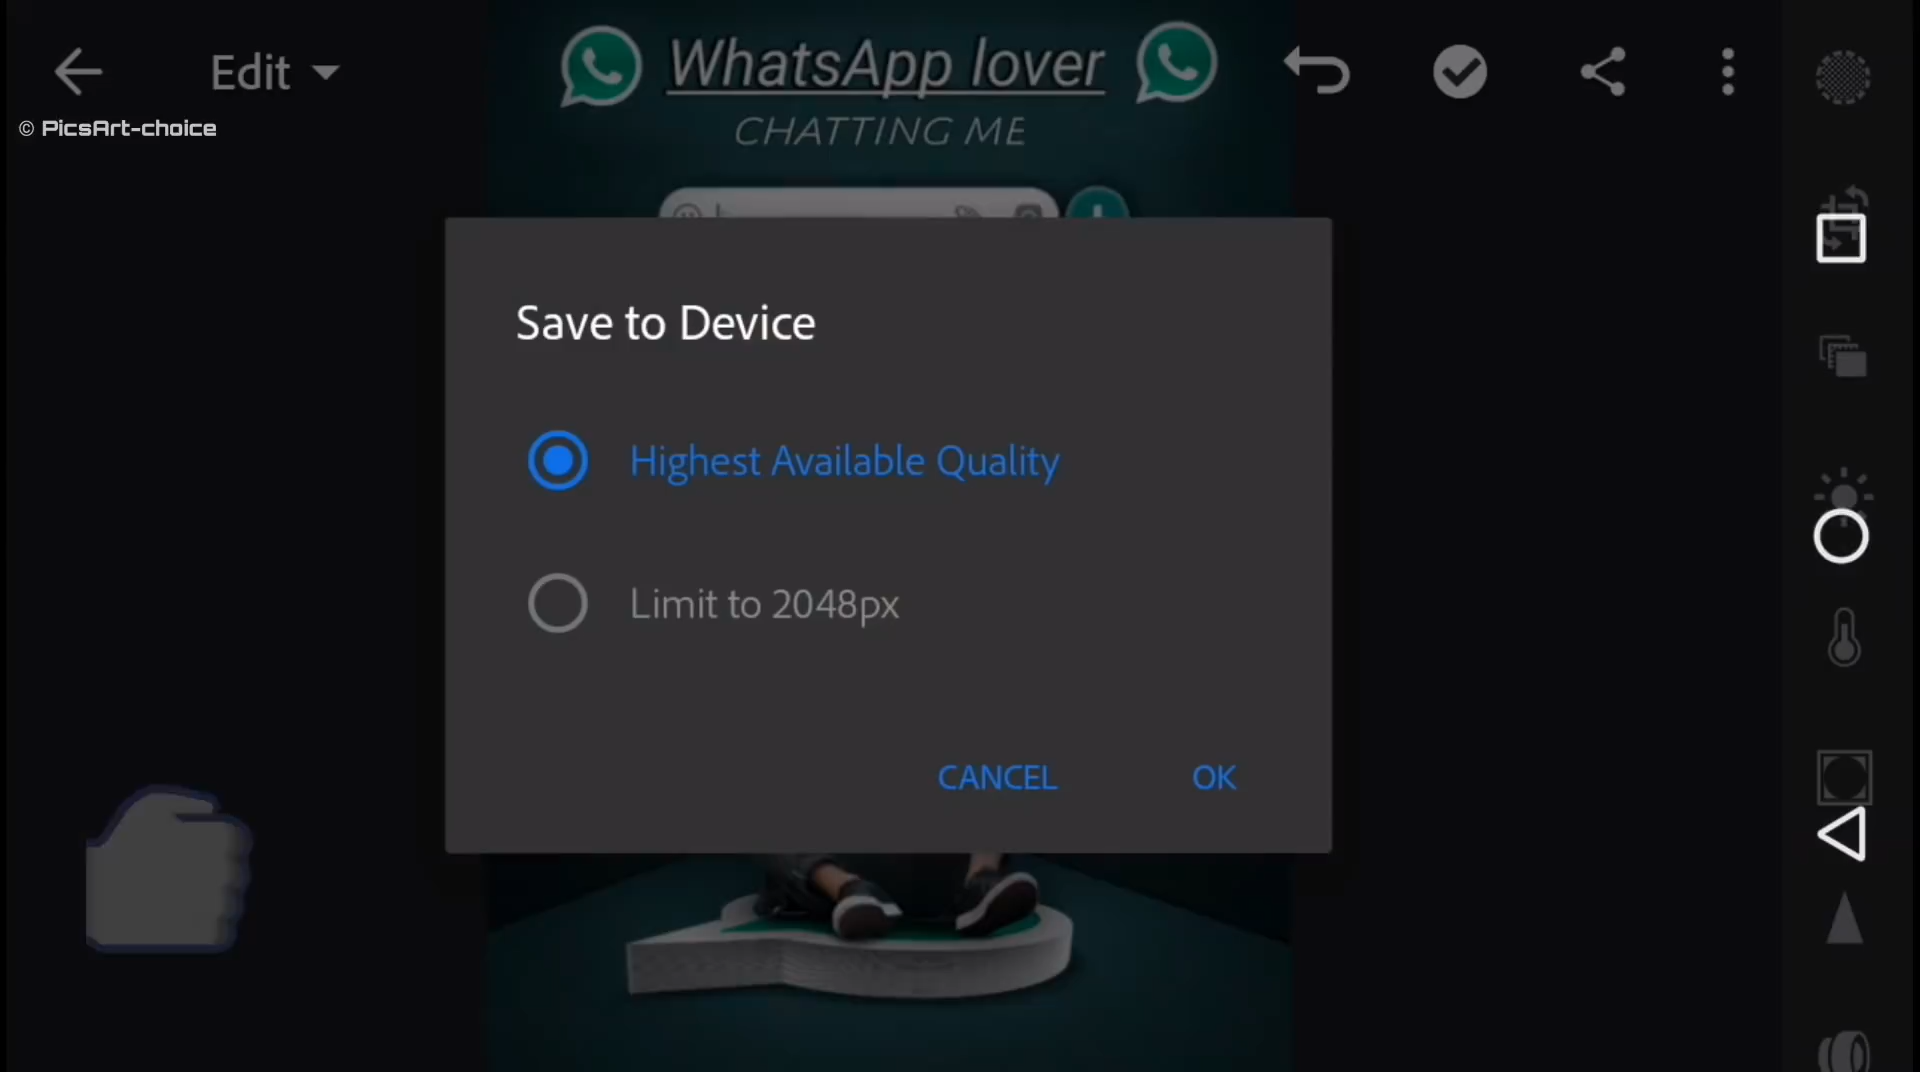 Edit
WhatsApp lover
© PicsArt-choice
CHATTING ME
Save to Device
Highest Available Quality
Limit to 2048px
CANCEL
OK